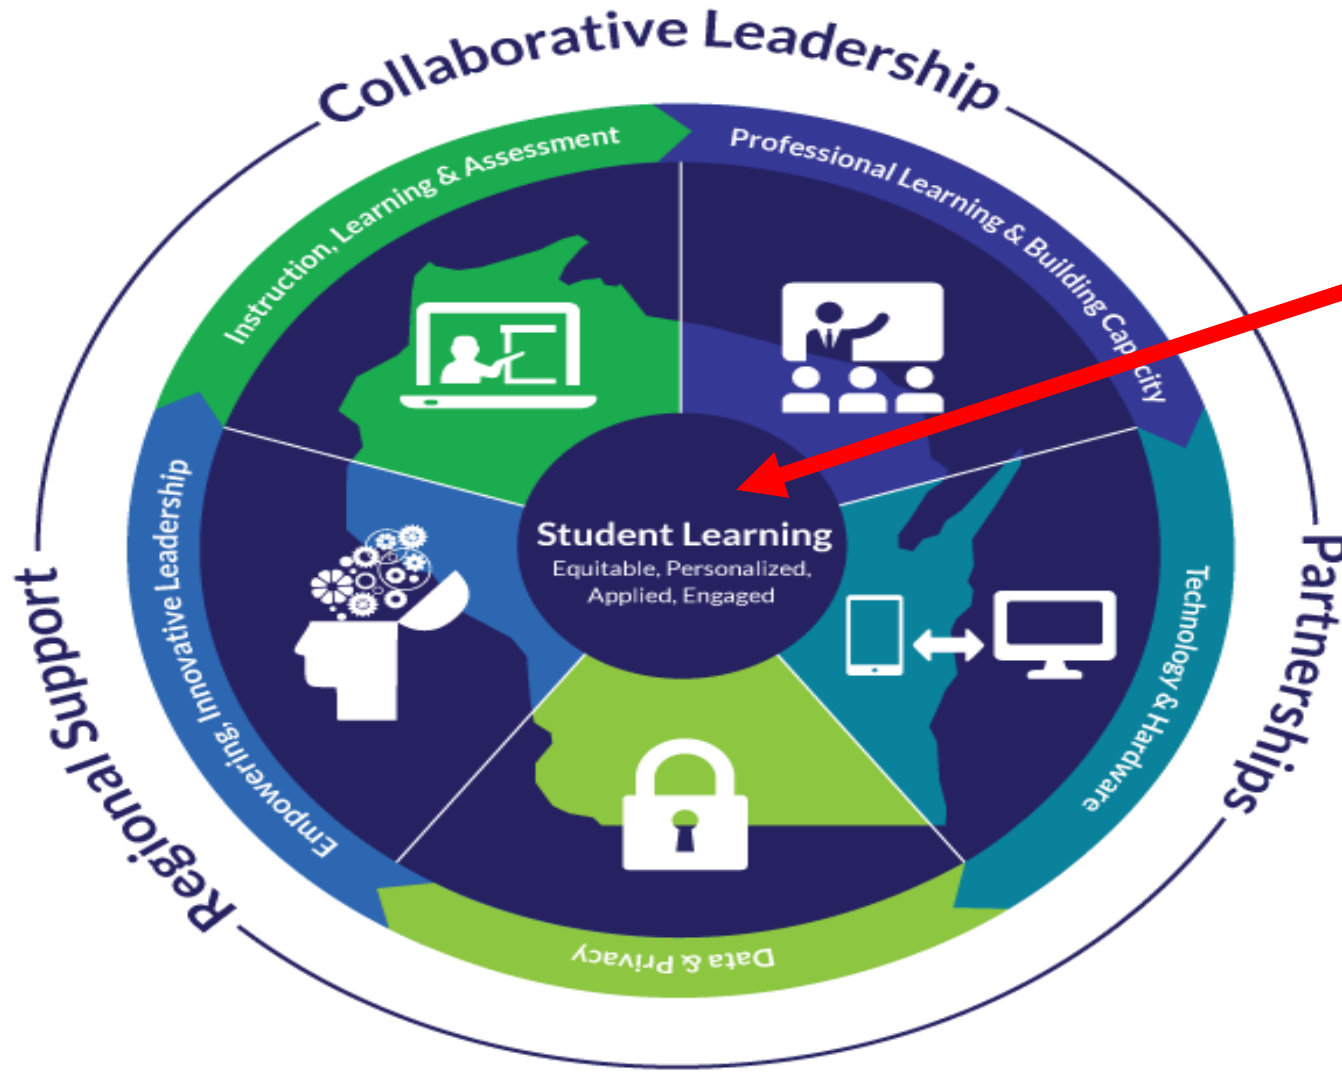 Collaborative Leadership
Instruction, Learning & Assessment
Professional Learning & Building Capacity
Student Learning
Equitable, Personalized,
Applied, Engaged
Empowering, Innovative Leadership
Technology & Hardware
Data & Privacy
Regional Support
Partnerships